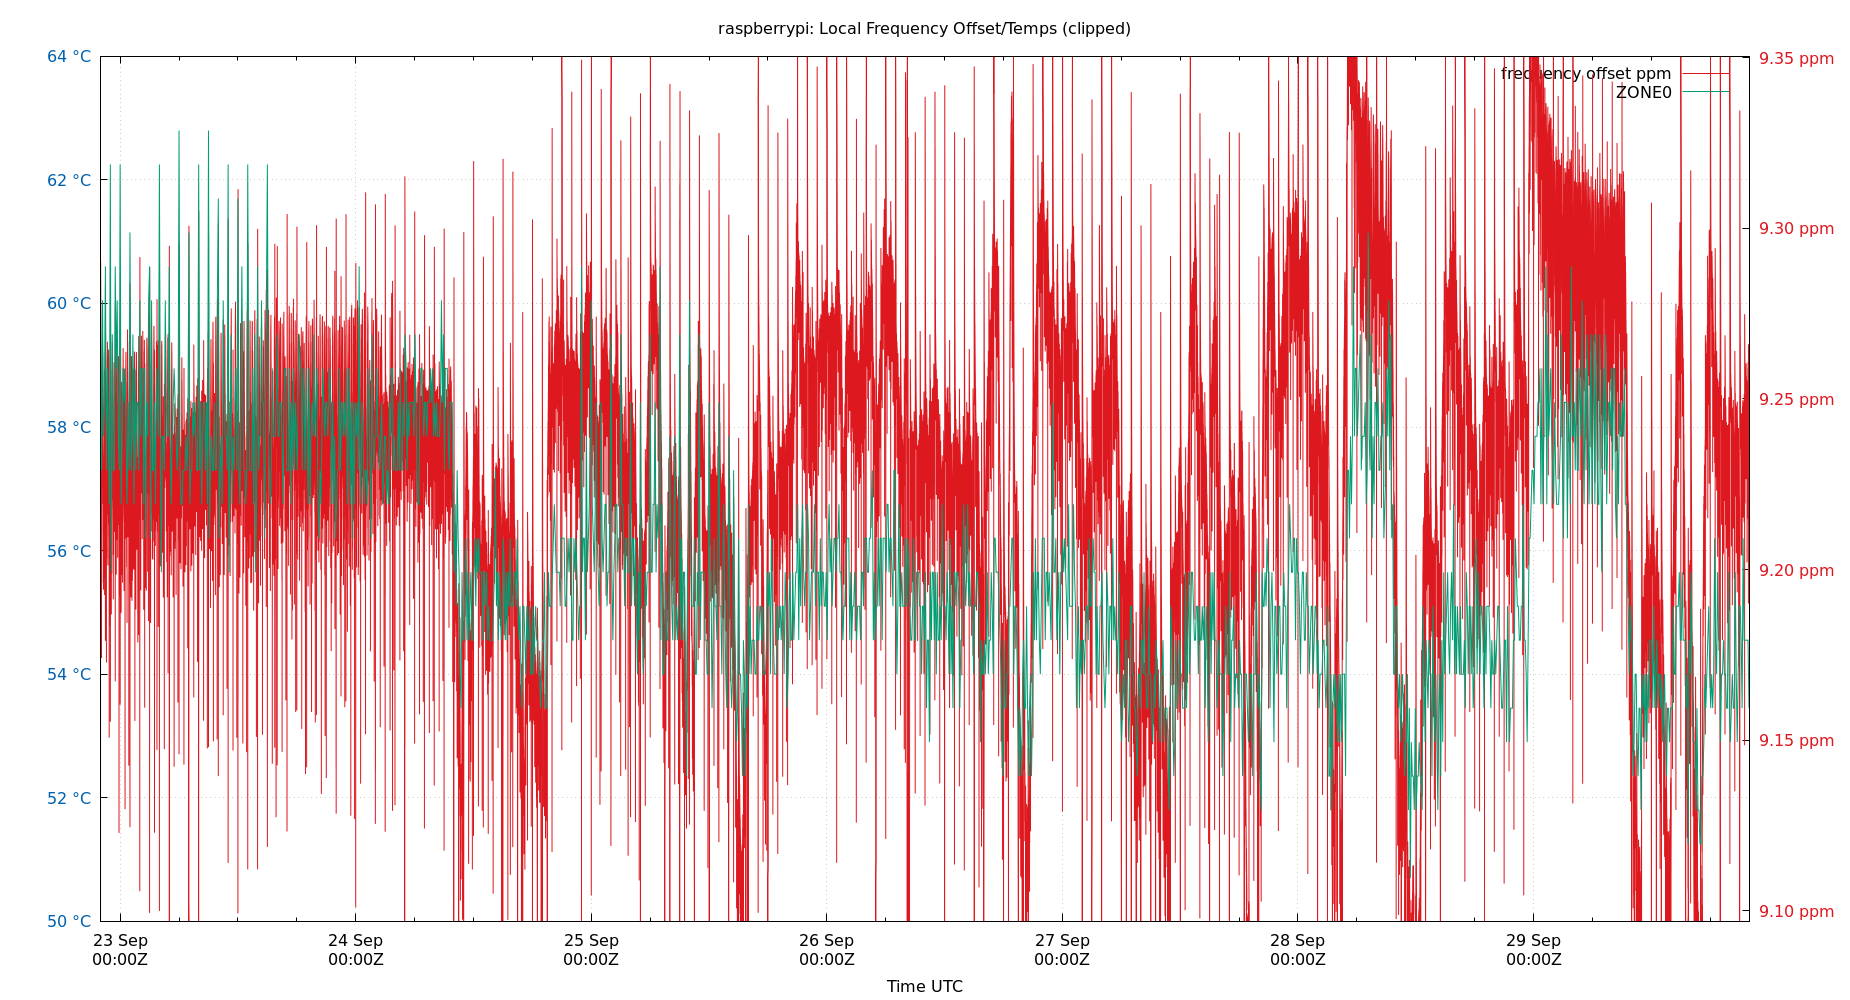 raspberrypi: Local Frequency Offset/Temps (clipped)
64 °C
62 °C
60 °C
58 °C
56 °C
54 °C
52 °C
50 °C
9.35 ppm
9.30 ppm
9.25 ppm
9.20 ppm
9.15 ppm
9.10 ppm
frequency offset ppm
ZONE0
23 Sep
00:00Z
24 Sep
00:00Z
25 Sep
00:00Z
26 Sep
00:00Z
27 Sep
00:00Z
28 Sep
00:00Z
29 Sep
00:00Z
Time UTC